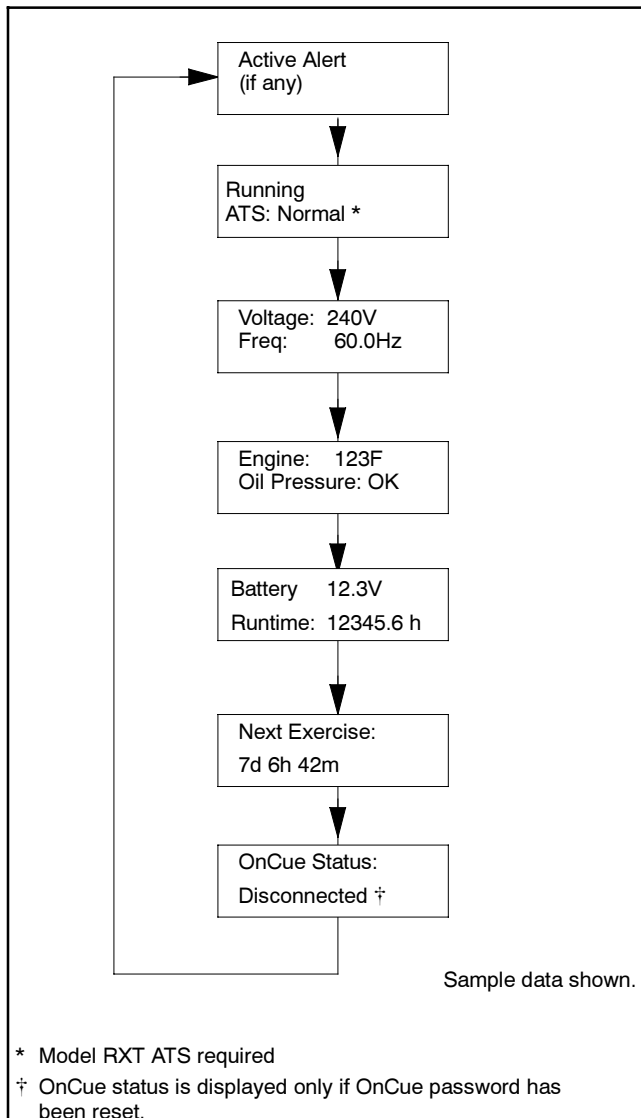 Active Alert
(if any)
Running
ATS: Normal *
Voltage: 240V
Freq: 60.0Hz
Engine: 123F
Oil Pressure: OK
Battery 12.3V
Runtime: 12345.6 h
Next Exercise:
7d 6h 42m
OnCue Status:
Disconnected †
Sample data shown.
* Model RXT ATS required
† OnCue status is displayed only if OnCue password has
been reset.